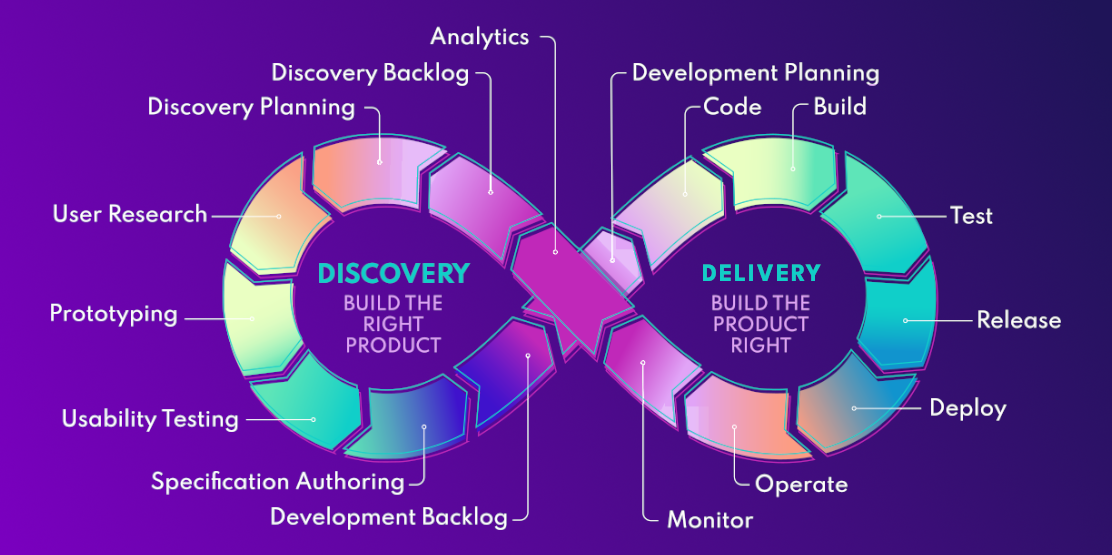 Analytics
Discovery Backlog
Development Planning
Discovery Planning
Code
Build
User Research
Test
DISCOVERY
BUILD THE
RIGHT
PRODUCT
DELIVERY
BUILD THE
PRODUCT
RIGHT
Prototyping
Release
Usability Testing
Deploy
Specification Authoring
Operate
Development Backlog
Monitor